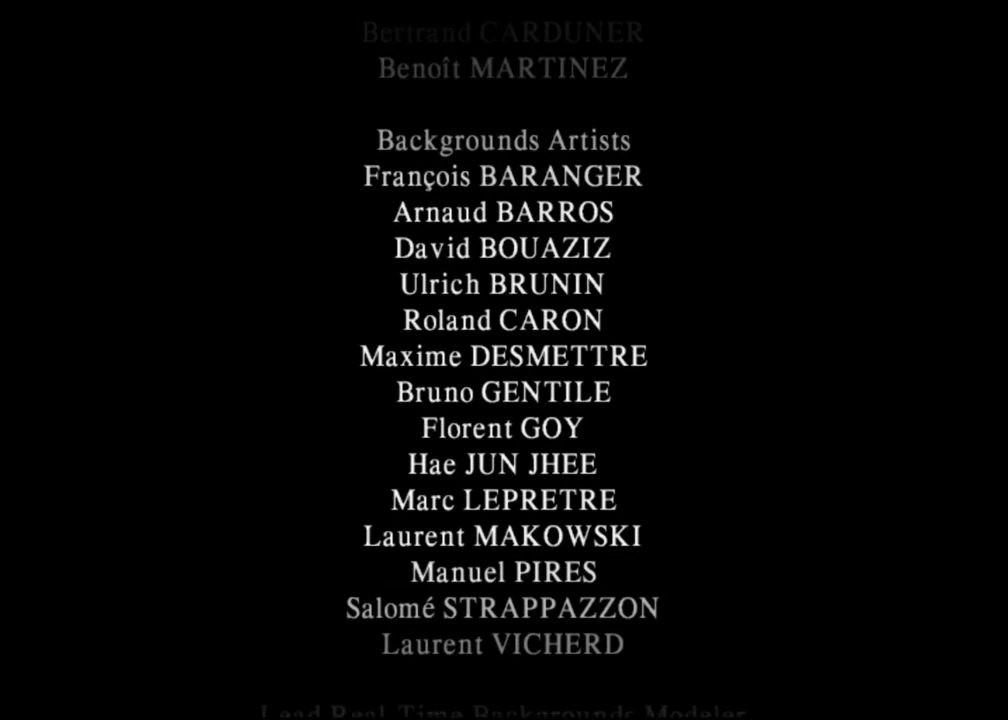 Bertrand CARDUNER
Benoît MARTINEZ
Backgrounds Artists
François BARANGER
Arnaud BARROS
David BOUAZIZ
Ulrich BRUNIN
Roland CARON
Maxime DESMETTRE
Bruno GENTILE
Florent GOY
Hae JUN JHEE
Marc LEPRETRE
Laurent MAKOWSKI
Manuel PIRES
Salomé STRAPPAZZON
Laurent VICHERD
Lead Real-Time Backgrounds Modeler